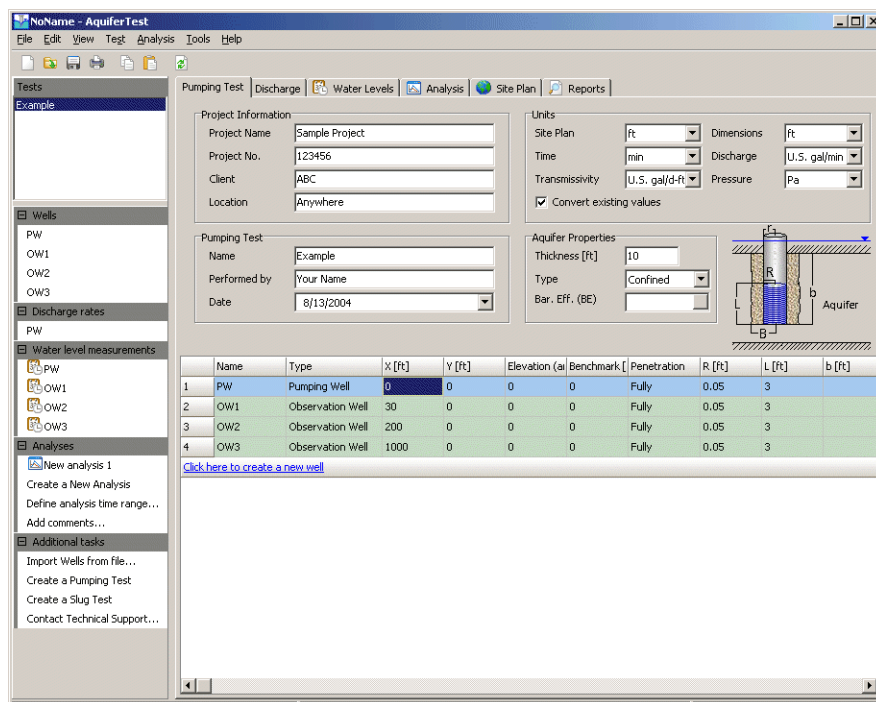 NoName - AquiferTest
File Edit View Test Analysis Tools Help
Tests
Example
Wells
PW
OW1
OW2
OW3
Discharge rates
PW
Water level measurements
PW
OW1
OW2
OW3
Analyses
New analysis 1
Create a New Analysis
Define analysis time range...
Add comments...
Additional tasks
Import Wells from file...
Create a Pumping Test
Create a Slug Test
Contact Technical Support...
Pumping Test Discharge Water Levels Analysis Site Plan Reports
Project Information
Project Name Sample Project
Project No. 123456
Client ABC
Location Anywhere
Units
Site Plan ft Dimensions ft
Time min Discharge U.S. gal/min
Transmissivity U.S. gal/d-ft Pressure Pa
Convert existing values
Pumping Test
Name Example
Performed by Your Name
Date 8/13/2004
Aquifer Properties
Thickness [ft] 10
Type Confined
Bar. Eff. (BE)
r
R
L
b
B
Aquifer
Name Type X [ft] Y [ft] Elevation (a Benchmark [ Penetration R [ft] L [ft] b [ft]
1 PW Pumping Well 0 0 0 0 Fully 0.05 3
2 OW1 Observation Well 30 0 0 0 Fully 0.05 3
3 OW2 Observation Well 200 0 0 0 Fully 0.05 3
4 OW3 Observation Well 1000 0 0 0 Fully 0.05 3
Click here to create a new well